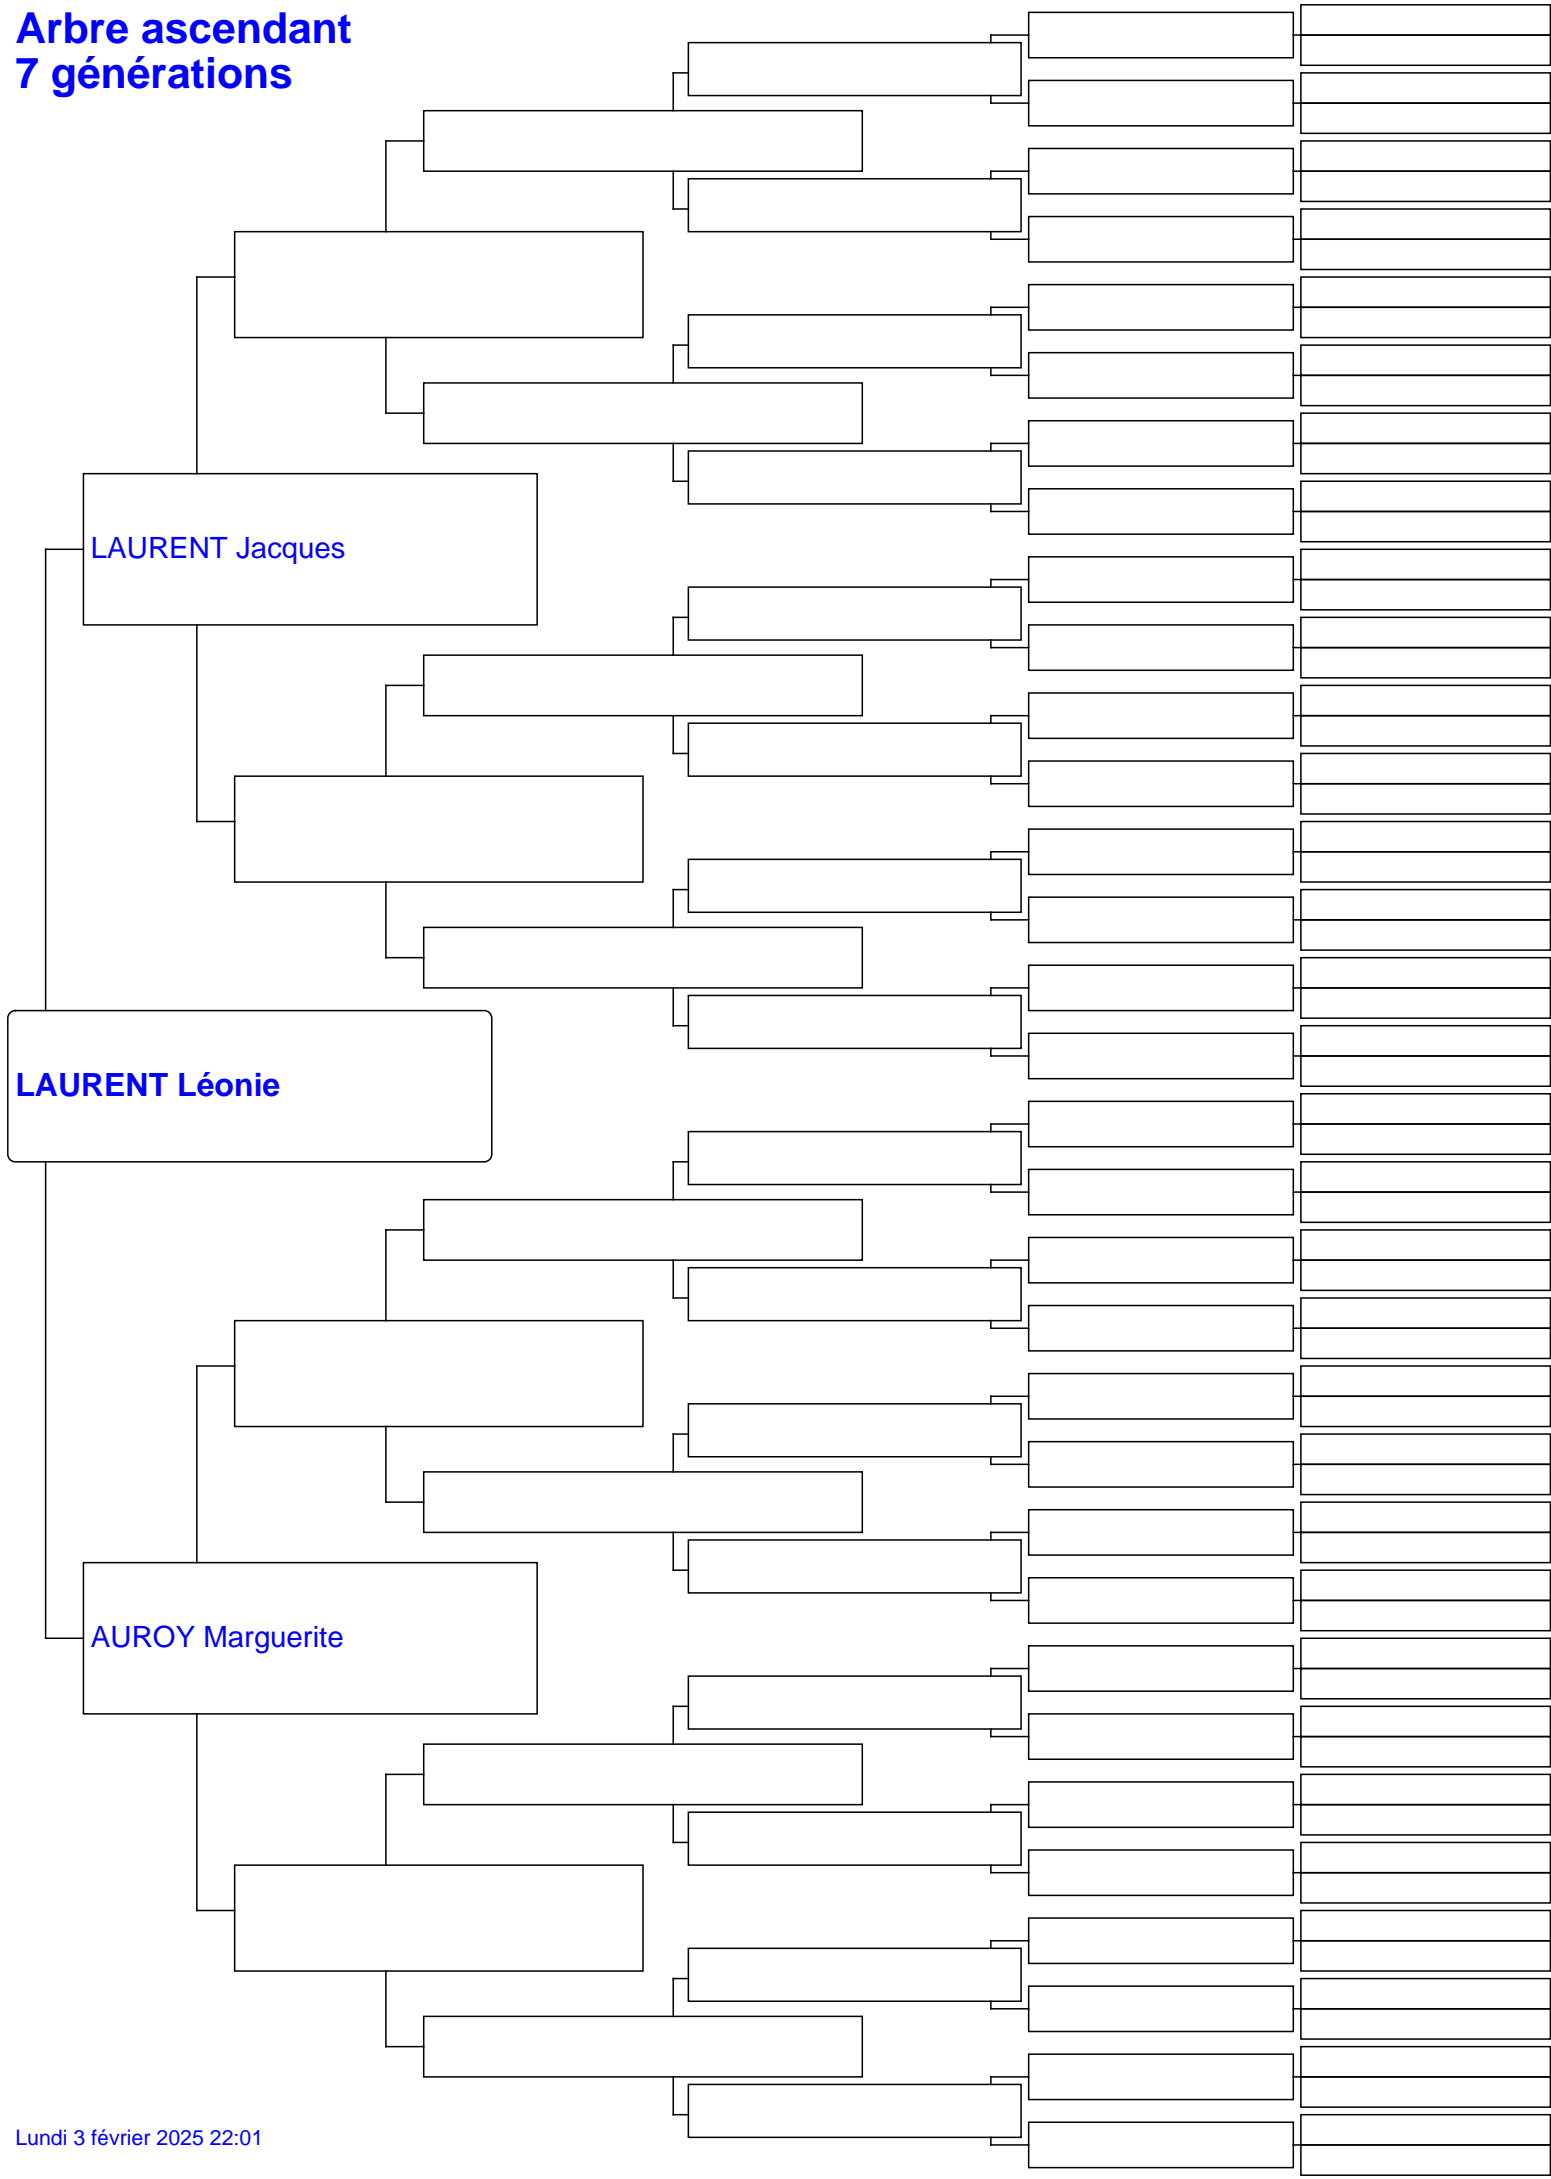 Arbre ascendant
7 générations
LAURENT Jacques
LAURENT Léonie
AUROY Marguerite
Lundi 3 février 2025 22:01